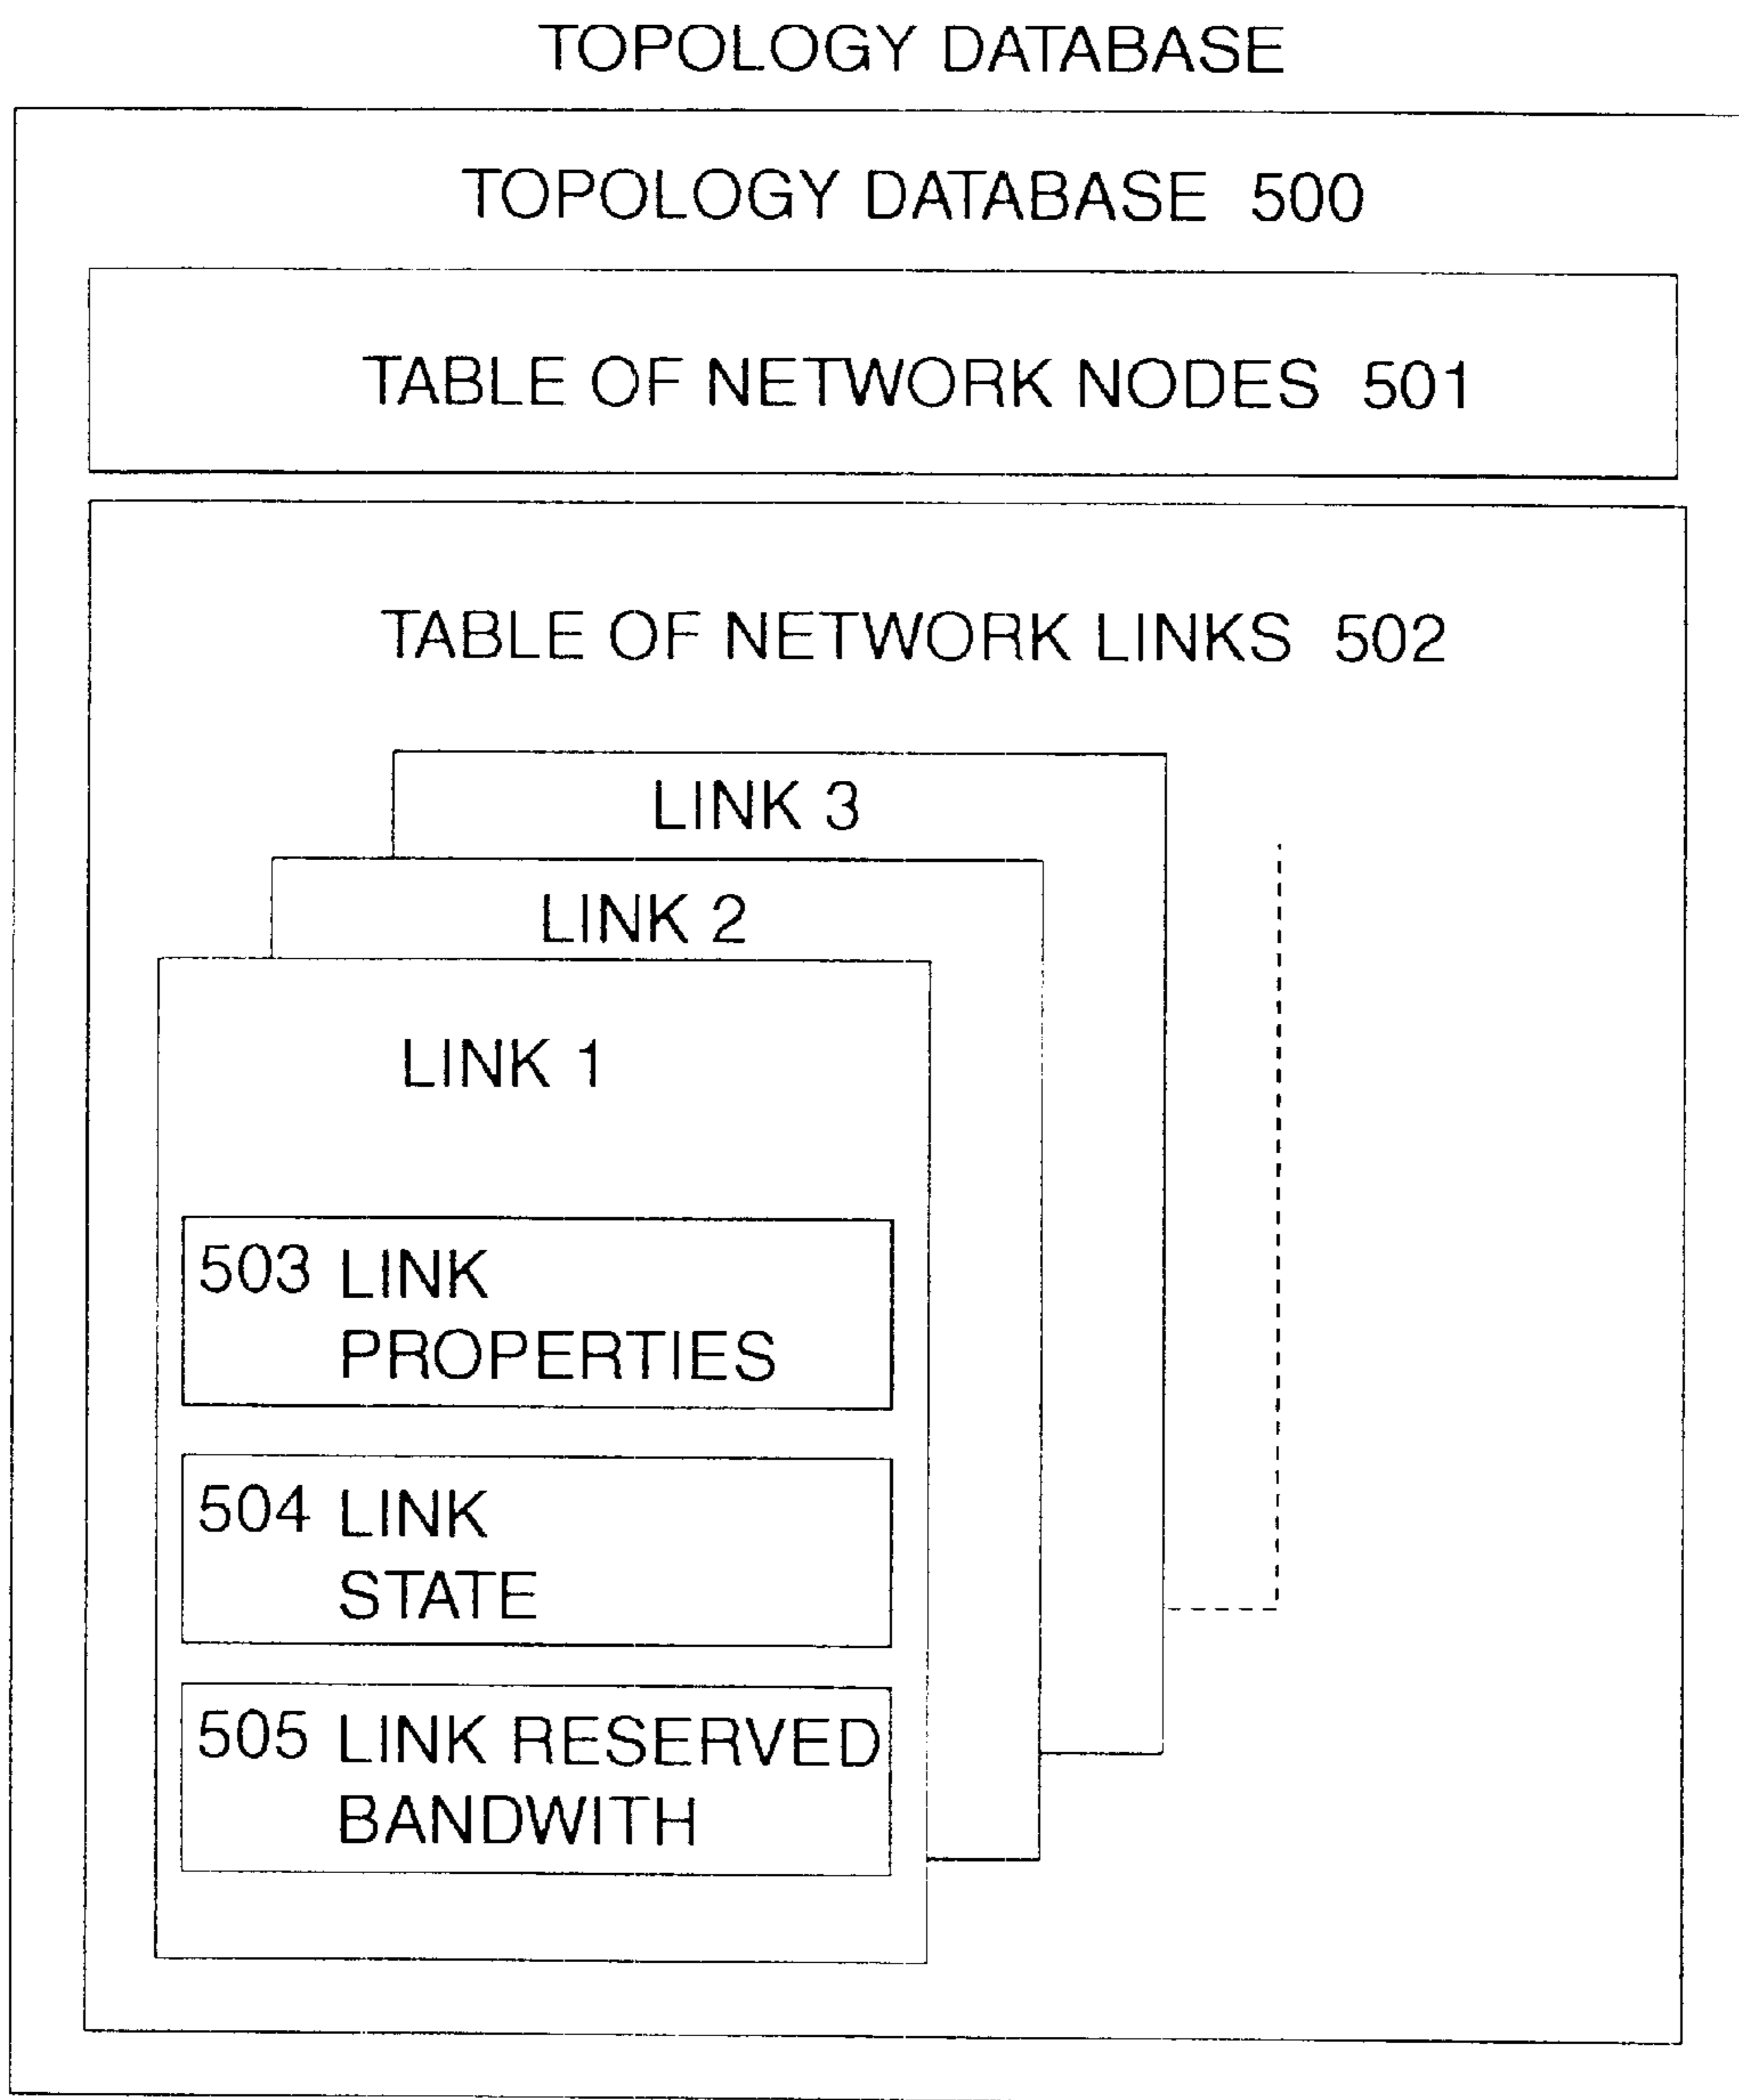 TOPOLOGY DATABASE
TOPOLOGY DATABASE 500
TABLE OF NETWORK NODES 501
TABLE OF NETWORK LINKS 502
LINK 3
LINK 2
LINK 1
503 LINK
PROPERTIES
504 LINK
STATE
505 LINK RESERVED
BANDWITH